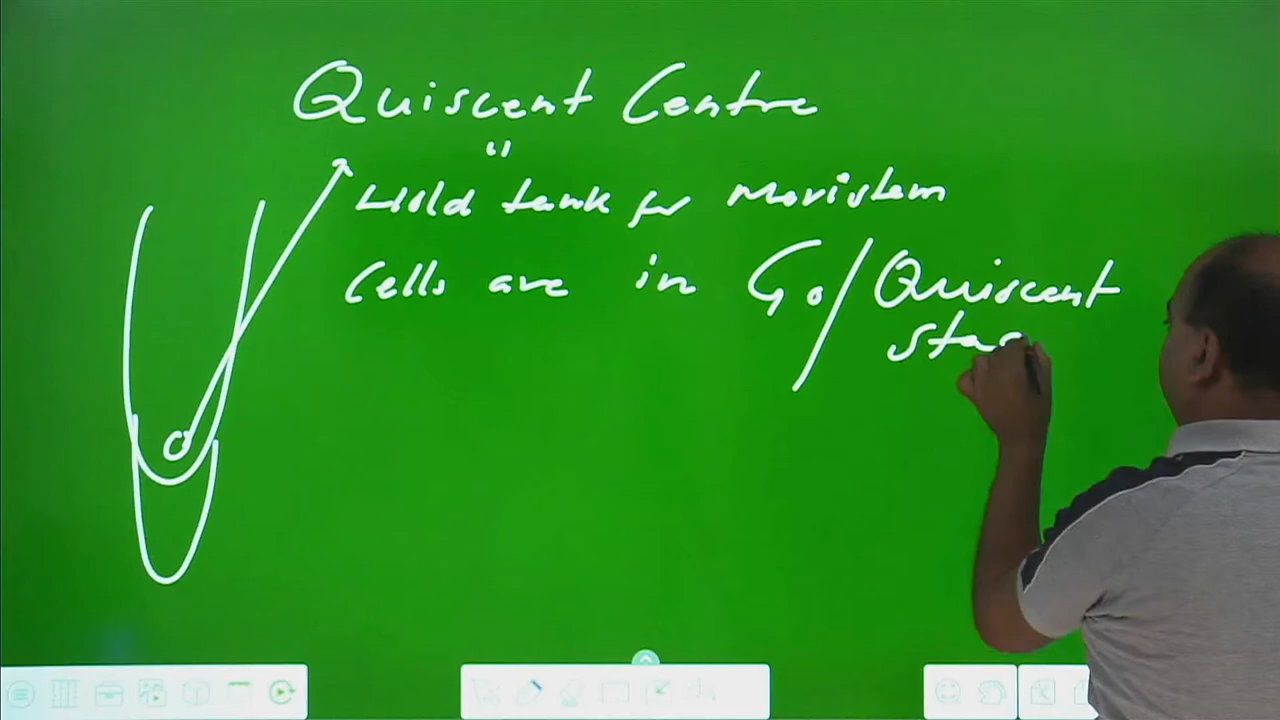 Quiscent Centre
"
Hold tank for Meristem
Cells are in G0/Quiscent
Sta